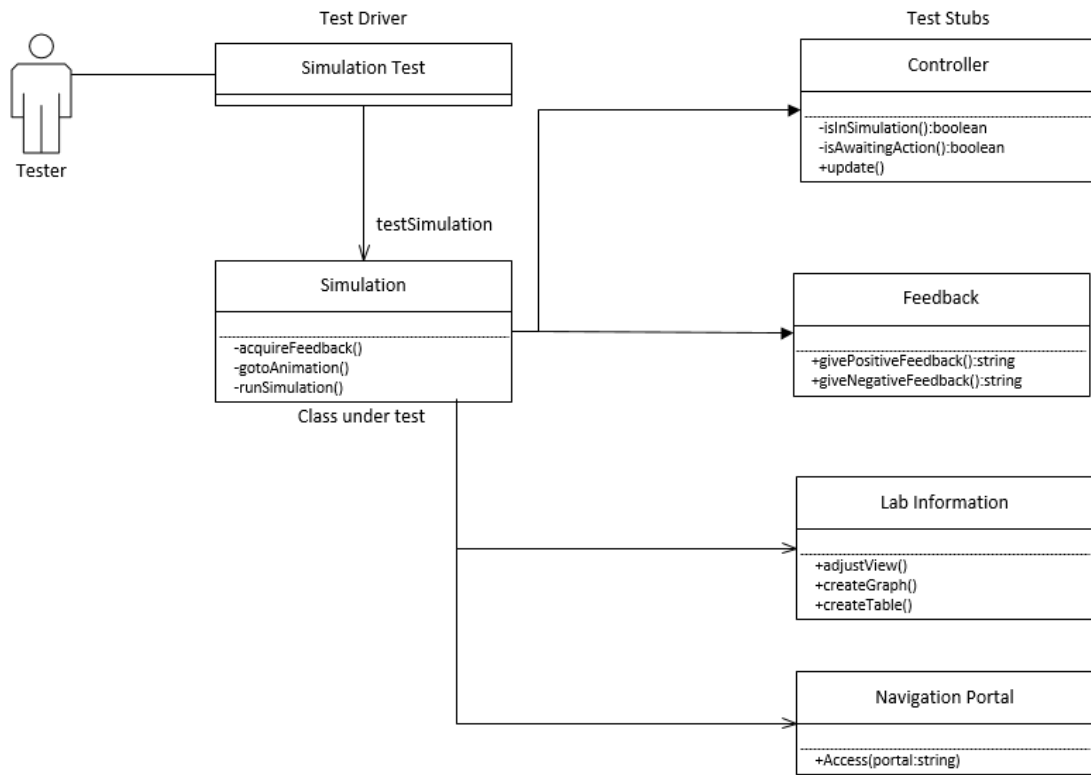 Test Driver
Test Stubs
Simulation Test
Controller
-isInSimulation():boolean
-isAwaitingAction():boolean
+update()
Tester
testSimulation
Simulation
-acquireFeedback()
-gotoAnimation()
-runSimulation()
Class under test
Feedback
+givePositiveFeedback():string
+giveNegativeFeedback():string
Lab Information
+adjustView()
+createGraph()
+createTable()
Navigation Portal
+Access(portal:string)